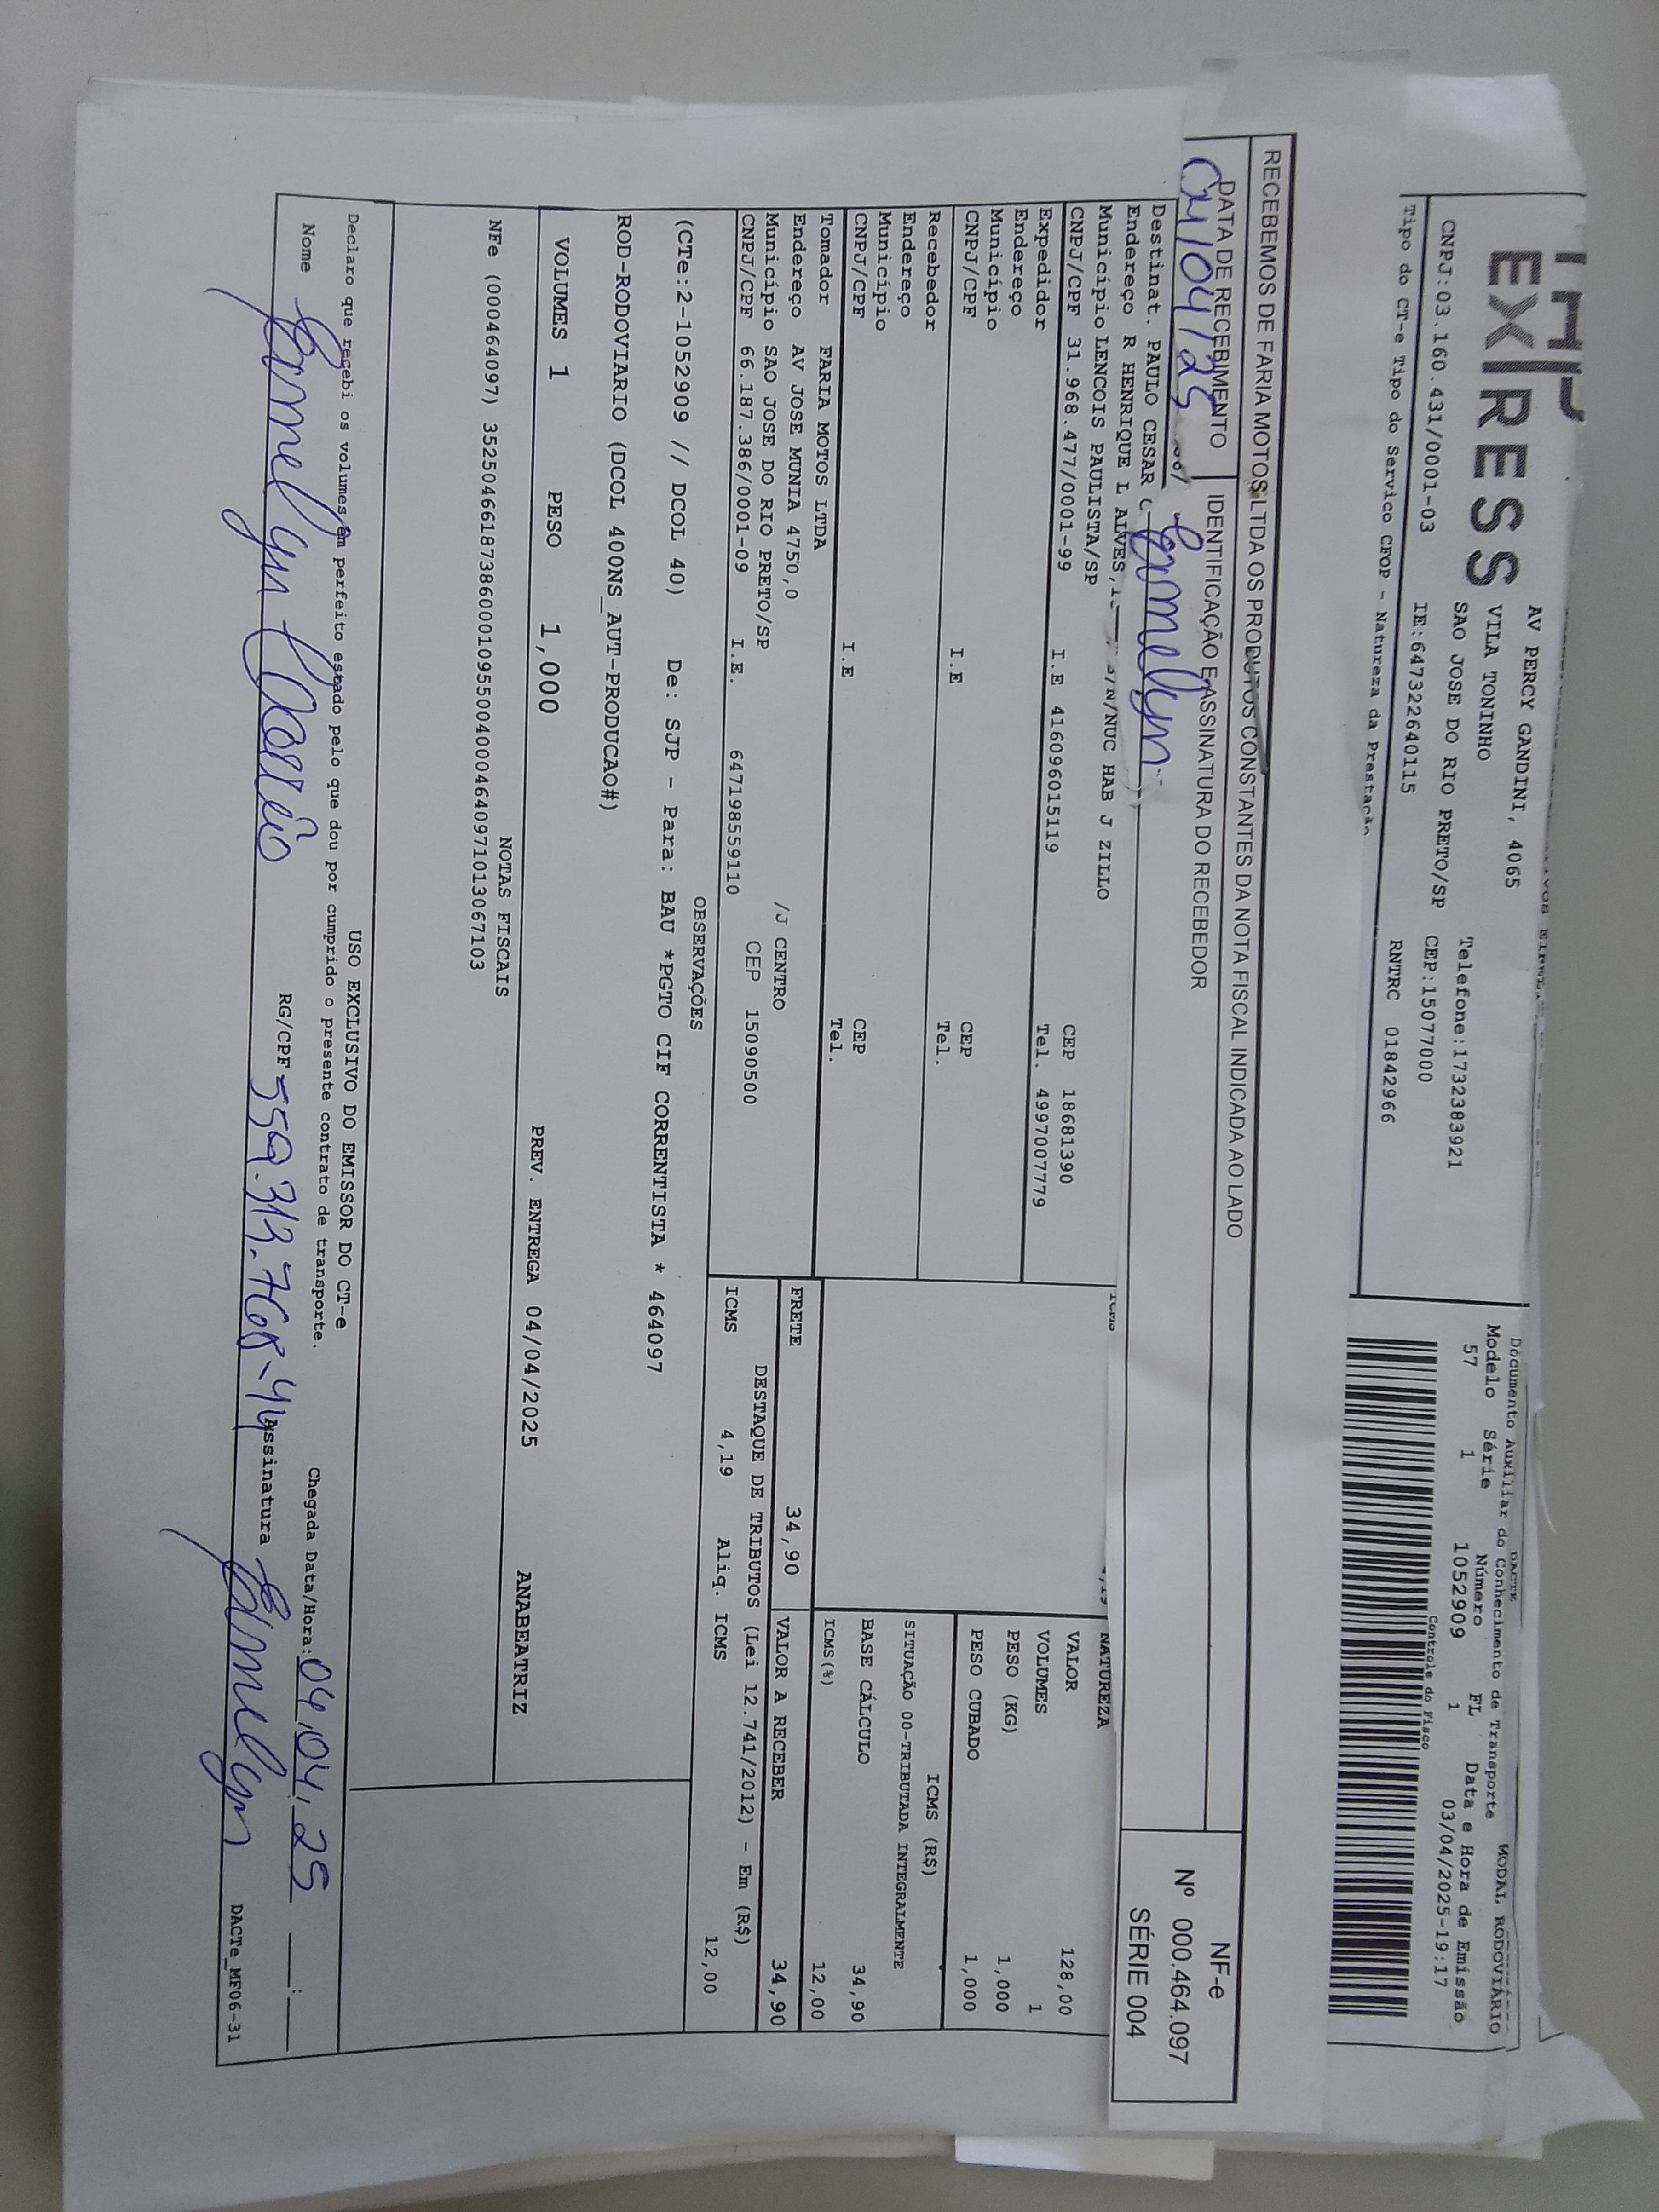 EXPRESS
AV PERCY GANDINI, 4065
VILA TONINHO
SAO JOSE DO RIO PRETO/SP
Telefone:1732383921
CNPJ:03.160.431/0001-03 IE:647322640115 CEP:15077000
Tipo do CT-e Tipo do Servico CFOP - Natureza da Prestação RNTRC 01842966
DACTE
Documento Auxiliar do Conhecimento de Transporte
MODAL RODOVIÁRIO
Modelo Série Número FL Data e Hora de Emissão
57 1 1052909 1 03/04/2025-19:17
Controle do Fisco
RECEBEMOS DE FARIA MOTOS LTDA OS PRODUTOS CONSTANTES DA NOTA FISCAL INDICADA AO LADO
DATA DE RECEBIMENTO IDENTIFICAÇÃO E ASSINATURA DO RECEBEDOR
04/04/25
NF-e
Nº 000.464.097
SÉRIE 004
Destinat. PAULO CESAR
Endereço R HENRIQUE L ALVES, S/N/NUC HAB J ZILLO
Município LENCOIS PAULISTA/SP CEP 18681390
CNPJ/CPF 31.968.477/0001-99 I.E 416096015119 Tel. 4997007779
Expedidor
Endereço
Município CEP
CNPJ/CPF I.E Tel.
Recebedor
Endereço
Município CEP
CNPJ/CPF I.E Tel.
Tomador FARIA MOTOS LTDA
Endereço AV JOSE MUNIA 4750,0 /J CENTRO
Município SAO JOSE DO RIO PRETO/SP CEP 15090500
CNPJ/CPF 66.187.386/0001-09 I.E. 647198559110
NATUREZA
VALOR 128,00
VOLUMES 1
PESO (KG) 1,000
PESO CUBADO 1,000
ICMS (R$)
SITUAÇÃO 00-TRIBUTADA INTEGRALMENTE
BASE CÁLCULO 34,90
ICMS(%) 12,00
FRETE 34,90 VALOR A RECEBER 34,90
DESTAQUE DE TRIBUTOS (Lei 12.741/2012) - Em (R$)
ICMS 4,19 Aliq. ICMS 12,00
OBSERVAÇÕES
(CTe:2-1052909 // DCOL 40) De: SJP - Para: BAU *PGTO CIF CORRENTISTA * 464097
ROD-RODOVIARIO (DCOL 400NS_AUT-PRODUCAO#)
VOLUMES 1 PESO 1,000 PREV. ENTREGA 04/04/2025 ANABEATRIZ
NOTAS FISCAIS
NFe (000464097) 35250466187386000109550040004640971013067103
USO EXCLUSIVO DO EMISSOR DO CT-e
Declaro que recebi os volumes em perfeito estado pelo que dou por cumprido o presente contrato de transporte.
Nome RG/CPF Chegada Data/Hora: 04/04/25 __:__
Assinatura
DACTe_MF06-31